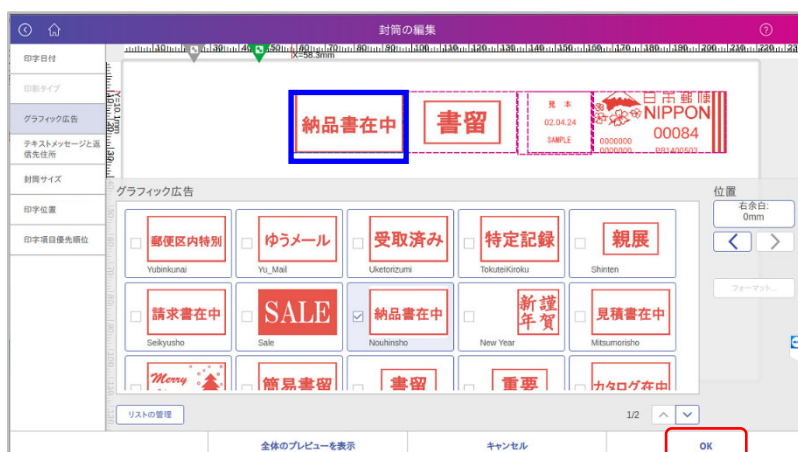 封筒の編集
X=58.3mm
印字日付
印影タイプ
グラフィック広告
テキストメッセージと返
信先住所
封筒サイズ
印字位置
印字項目優先順位
納品書在中
書留
見 本
02.04.24
SAMPLE
日本郵便
NIPPON
00084
0000000
グラフィック広告
位置
右余白:
0mm
フォーマット...
郵便区内特別
ゆうメール
受取済み
特定記録
親展
Yubinkunai
Yu_Mail
Uketorizumi
TokuteiKiroku
Shinten
請求書在中
SALE
納品書在中
謹賀
新年
見積書在中
Seikyusho
Sale
Nouhinsho
New Year
Mitsumorisho
Merry
簡易書留
書留
重要
カタログ在中
リストの管理
1/2
全体のプレビューを表示
キャンセル
OK